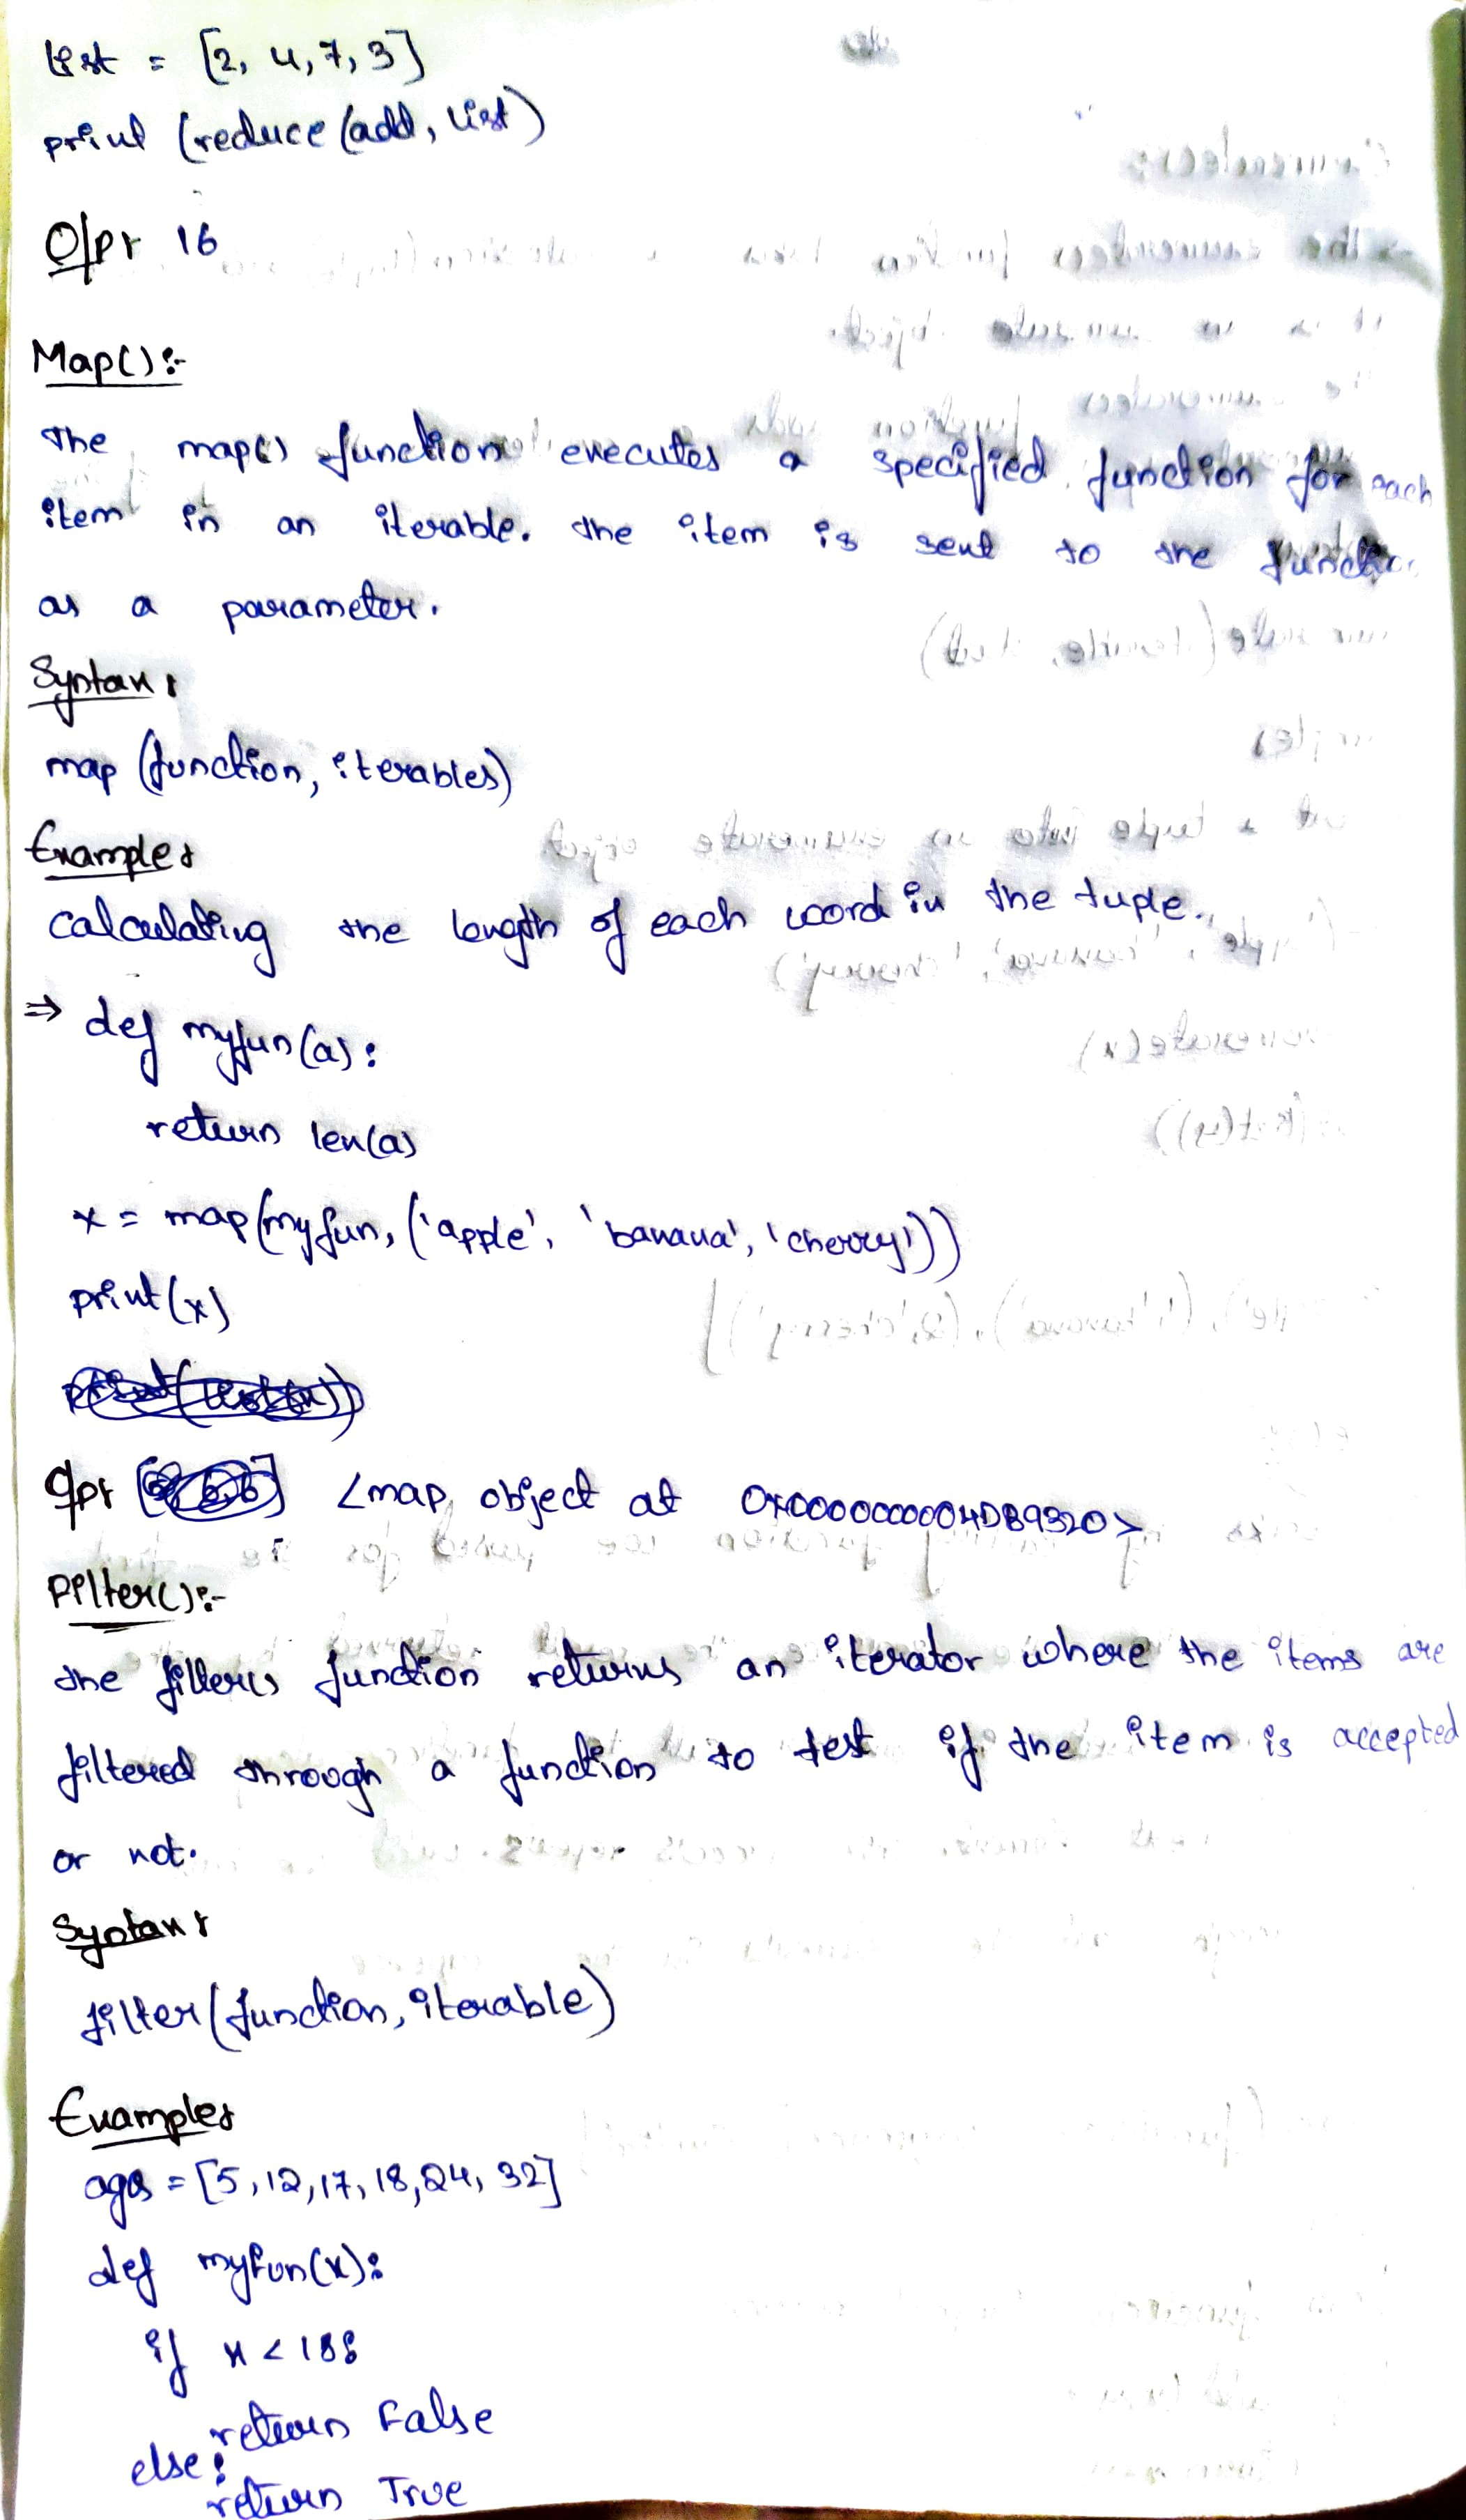 list = [2, 4, 7, 3]
print (reduce (add, list)
O/p: 16
Map():-
The map() function executes a specified function for each
item in an iterable. The item is sent to the function
as a parameter.
Syntax:
map (function, iterables)
Example:
calculating the length of each word in the tuple.
⇒ def myfun(a):
return len(a)
x = map(myfun, ('apple', 'banana', 'cherry'))
print(x)
O/p: <map object at 0x0000000004DB9320>
Filter():-
The filter() function returns an iterator where the items are
filtered through a function to test if the item is accepted
or not.
Syntax:
filter(function, iterable)
Example:
ages = [5, 12, 17, 18, 24, 32]
def myfun(x):
if x < 18:
return False
else:
return True